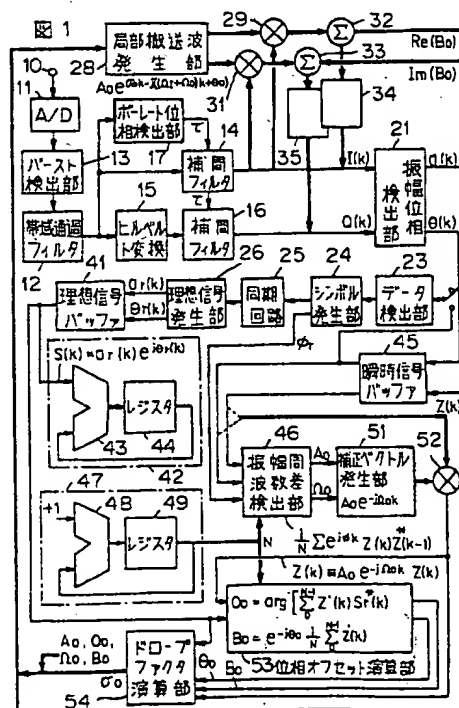 図 1
10
11
A/D
13
バースト検出部
帯域通過フィルタ
12
28
局部搬送波発生部
29
31
32
33
Re(B₀)
Im(B₀)
34
35
ボーレート位相検出部
17
τ
14
補間フィルタ
15
ヒルベルト変換
τ
16
補間フィルタ
I(k)
Q(k)
21
振幅位相検出部
a(k)
θ(k)
41
理想信号バッファ
ar(k)
θr(k)
26
理想信号発生部
25
同期回路
24
シンボル発生部
23
データ検出部
45
瞬時信号バッファ
Z(k)
S(k)=ar(k)e^{iθr(k)}
43
レジスタ
44
42
46
振幅周波数差検出部
A₀
Ω₀
51
補正ベクトル発生部
A₀e^{-iΩ₀k}
52
47
+1
48
レジスタ
49
N
53位相オフセット演算部
A₀, O₀,
Ω₀, B₀
σ₀
θ₀
B₀
ドロープファクタ演算部
54